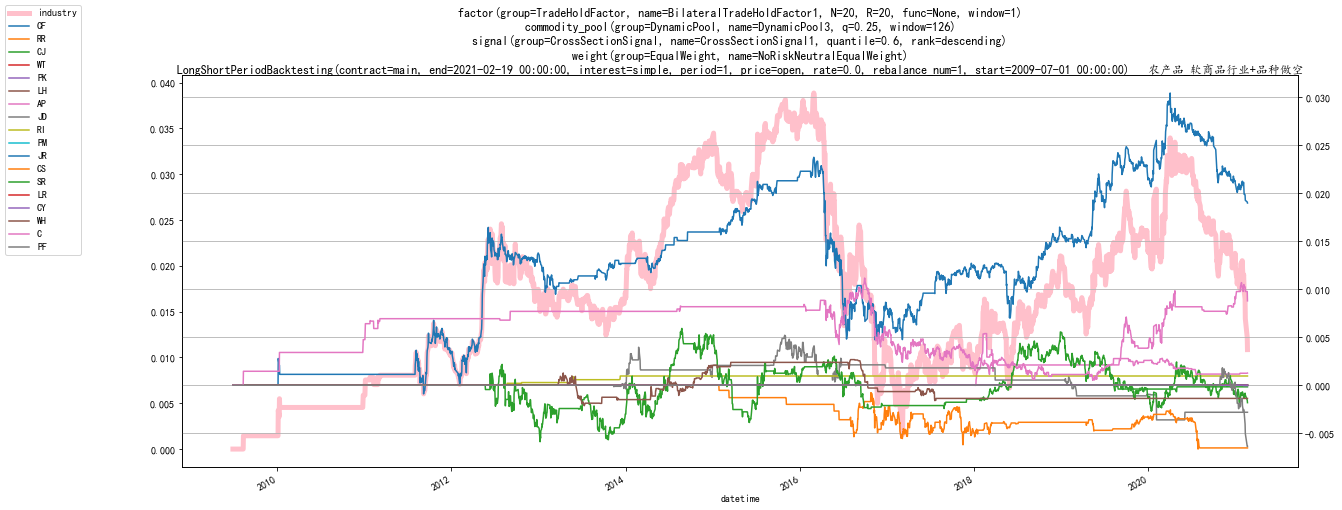 factor(group=TradeHoldFactor, name=BilateralTradeHoldFactor1, N=20, R=20, func=None, window=1)
commodity_pool(group=DynamicPool, name=DynamicPool3, q=0.25, window=126)
signal(group=CrossSectionSignal, name=CrossSectionSignal1, quantile=0.6, rank=descending)
weight(group=EqualWeight, name=NoRiskNeutralEqualWeight)
LongShortPeriodBacktesting(contract=main, end=2021-02-19 00:00:00, interest=simple, period=1, price=open, rate=0.0, rebalance_num=1, start=2009-07-01 00:00:00) 农产品 软商品行业+品种做空
industry
CF
RR
CJ
WT
PK
LH
AP
JD
RI
PM
JR
CS
SR
LR
CY
WH
C
PF
0.040
0.035
0.030
0.025
0.020
0.015
0.010
0.005
0.000
0.030
0.025
0.020
0.015
0.010
0.005
0.000
−0.005
2010
2012
2014
2016
2018
2020
datetime